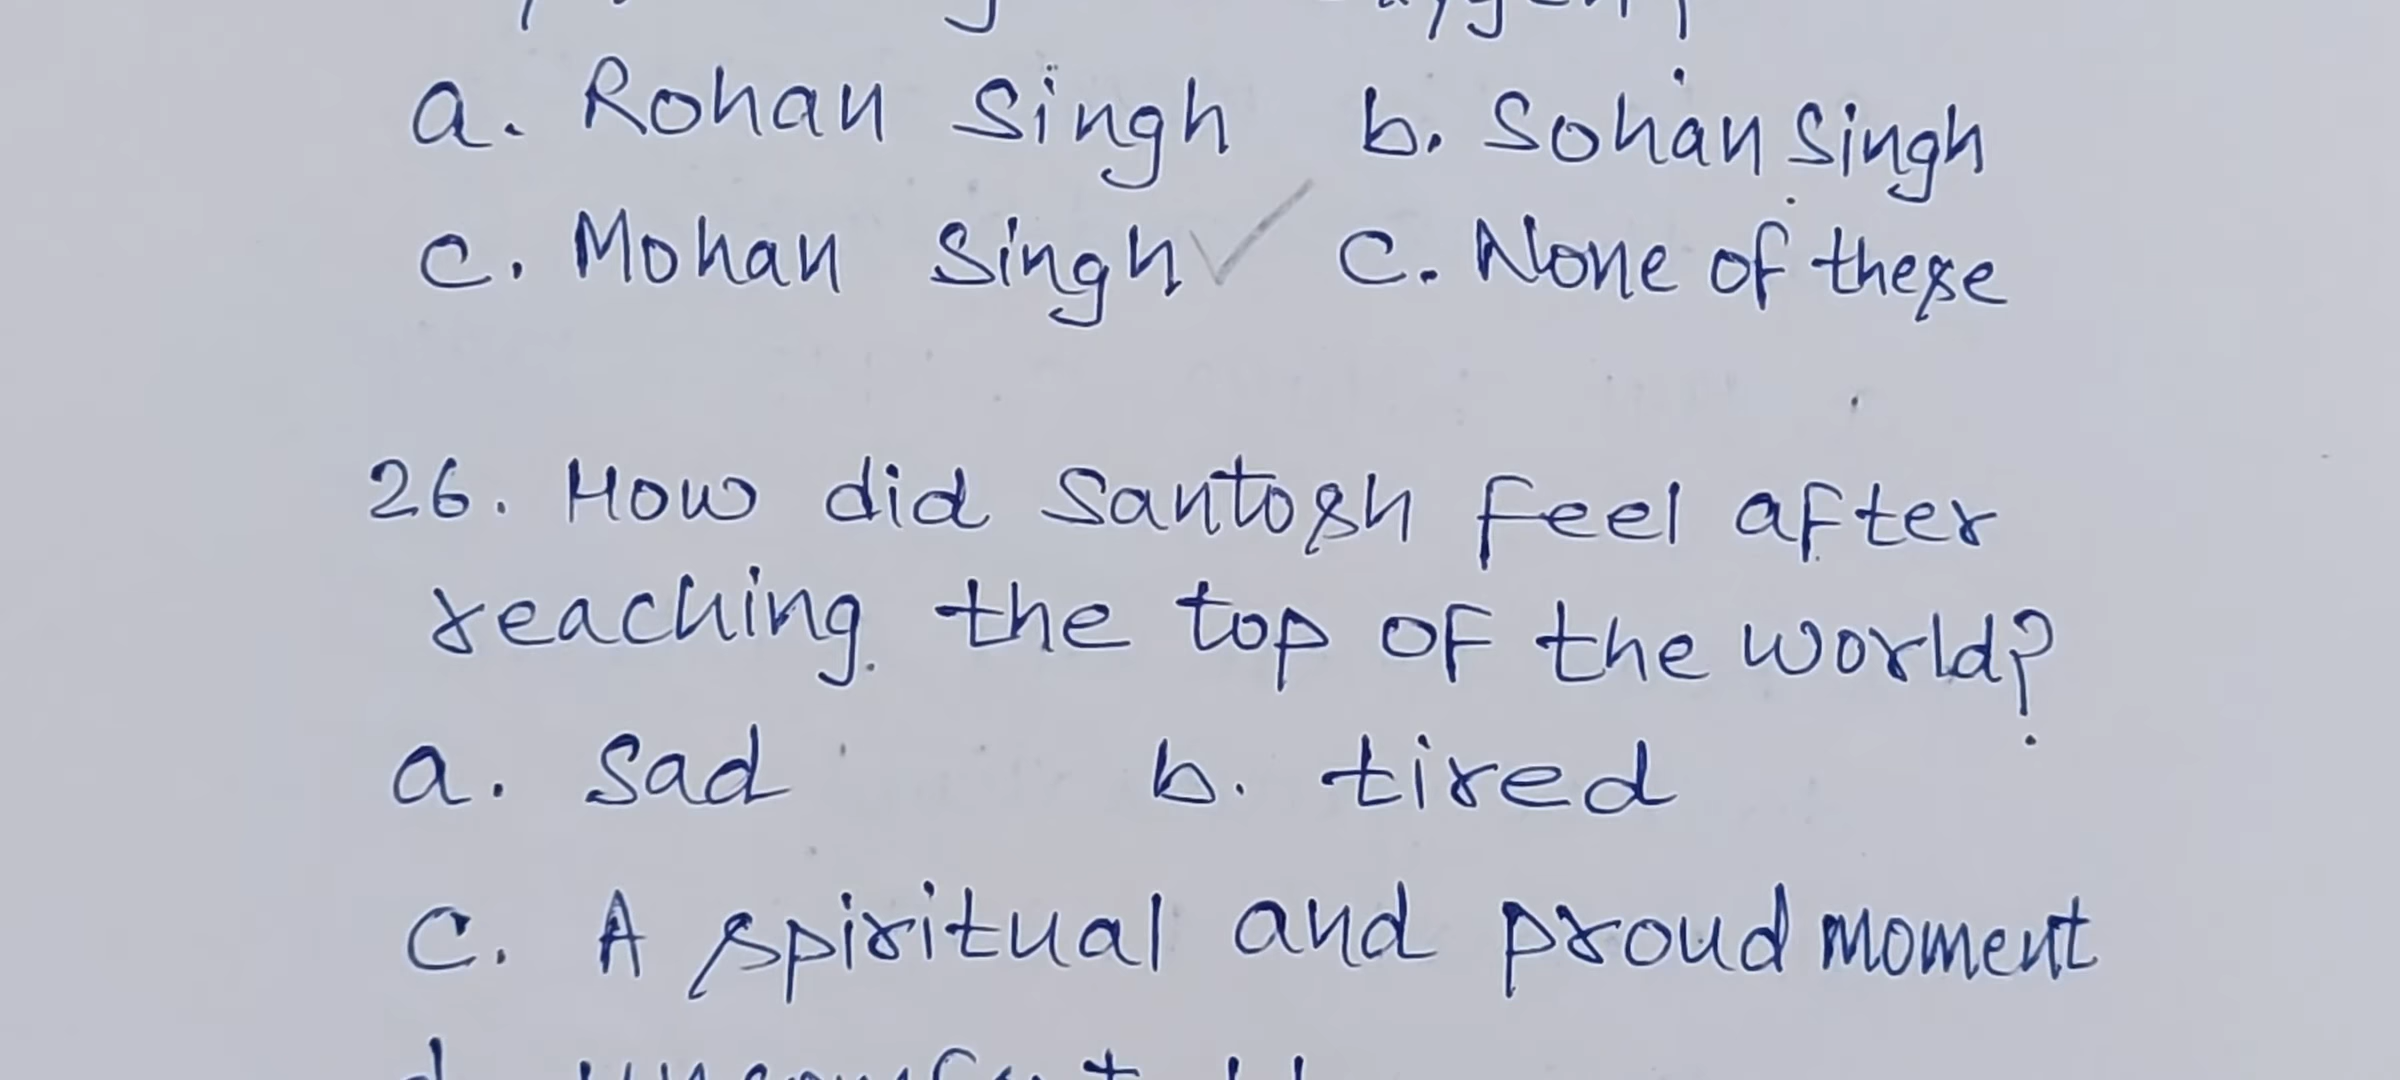 a. Rohan Singh b. Sohan Singh
c. Mohan Singh ✓ c. None of these
26. How did Santosh feel after
reaching the top of the world?
a. Sad b. tired
c. A spiritual and proud moment